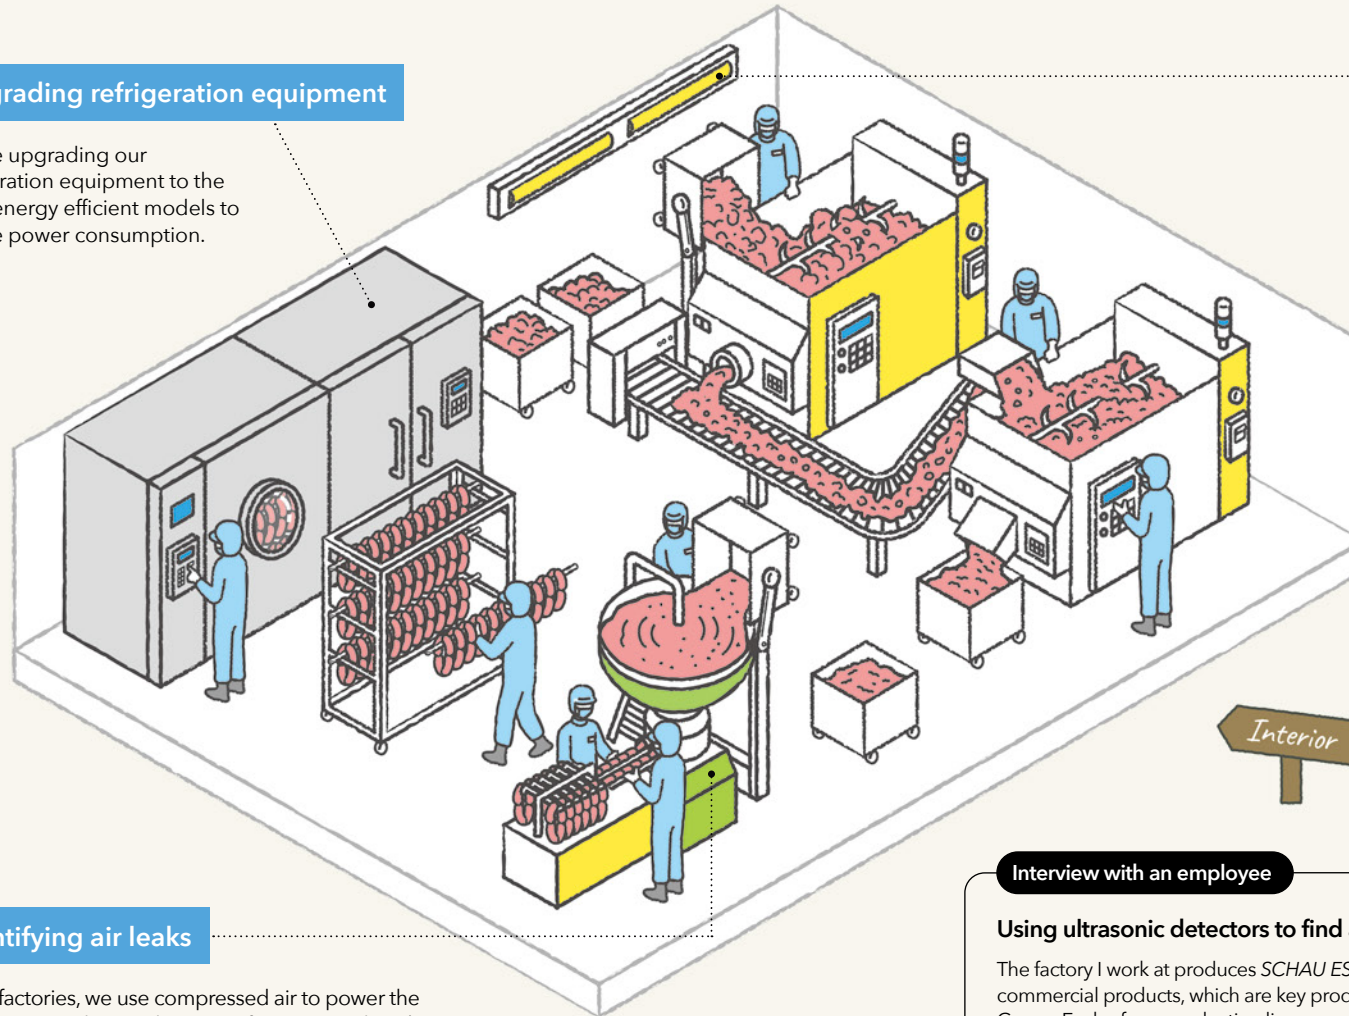 grading refrigeration equipment
upgrading our
eration equipment to the
energy efficient models to
power consumption.
Interior
Interview with an employee
Using ultrasonic detectors to find
The factory I work at produces SCHAU ES
commercial products, which are key prod
ntifying air leaks
factories, we use compressed air to power the